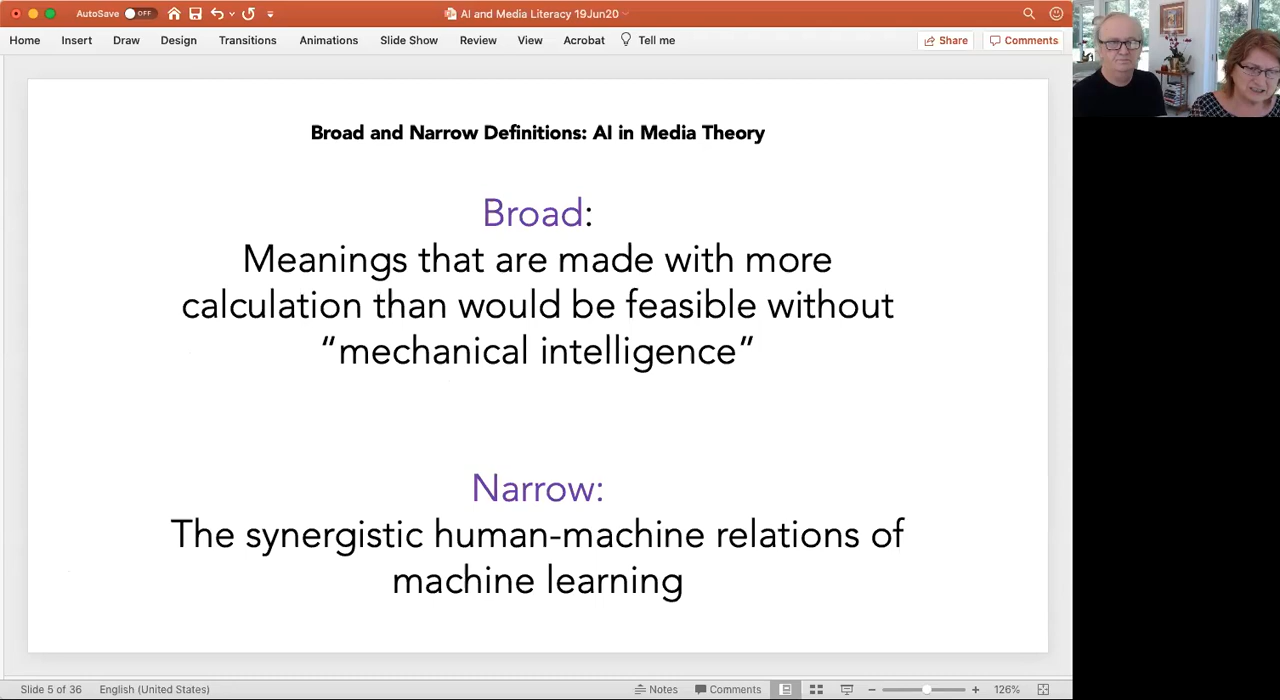 AutoSave OFF
AI and Media Literacy 19Jun20
Home Insert Draw Design Transitions Animations Slide Show Review View Acrobat Tell me Share Comments
Broad and Narrow Definitions: AI in Media Theory
Broad:
Meanings that are made with more
calculation than would be feasible without
“mechanical intelligence”
Narrow:
The synergistic human-machine relations of
machine learning
Slide 5 of 36 English (United States) Notes Comments 126%